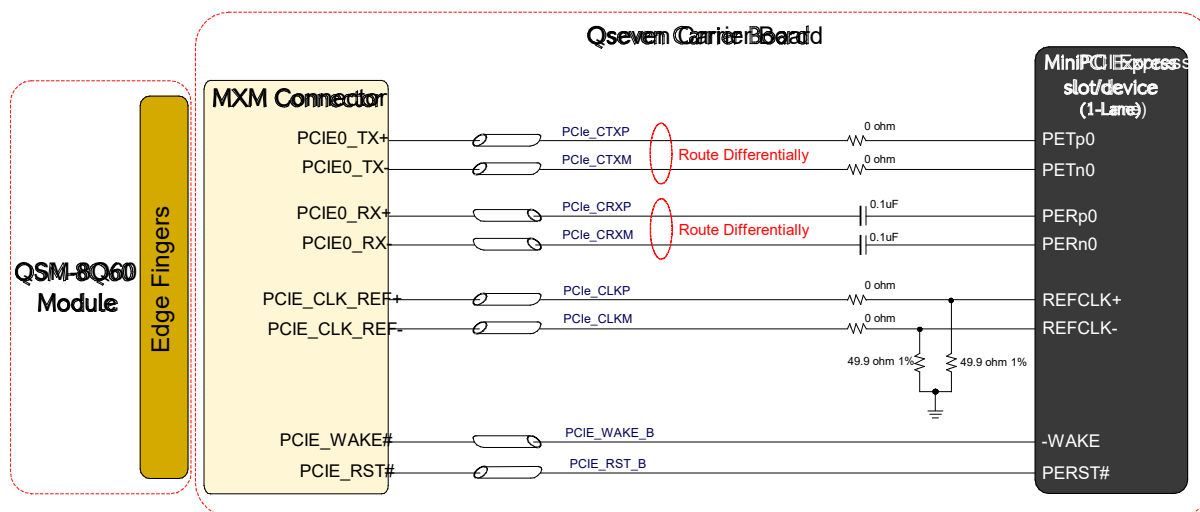 Qseven Carrier Board
MiniPCI Express
slot/device
(1-Lane)
MXM Connector
QSM-8Q60
Module
Edge Fingers
PCIE0_TX+
PCIe_CTXP
0 ohm
PETp0
Route Differentially
PCIE0_TX-
PCIe_CTXM
0 ohm
PETn0
PCIE0_RX+
PCIe_CRXP
0.1uF
PERp0
Route Differentially
PCIE0_RX-
PCIe_CRXM
0.1uF
PERn0
PCIE_CLK_REF+
PCIe_CLKP
0 ohm
REFCLK+
PCIE_CLK_REF-
PCIe_CLKM
0 ohm
REFCLK-
49.9 ohm 1%
49.9 ohm 1%
PCIE_WAKE#
PCIE_WAKE_B
-WAKE
PCIE_RST#
PCIE_RST_B
PERST#